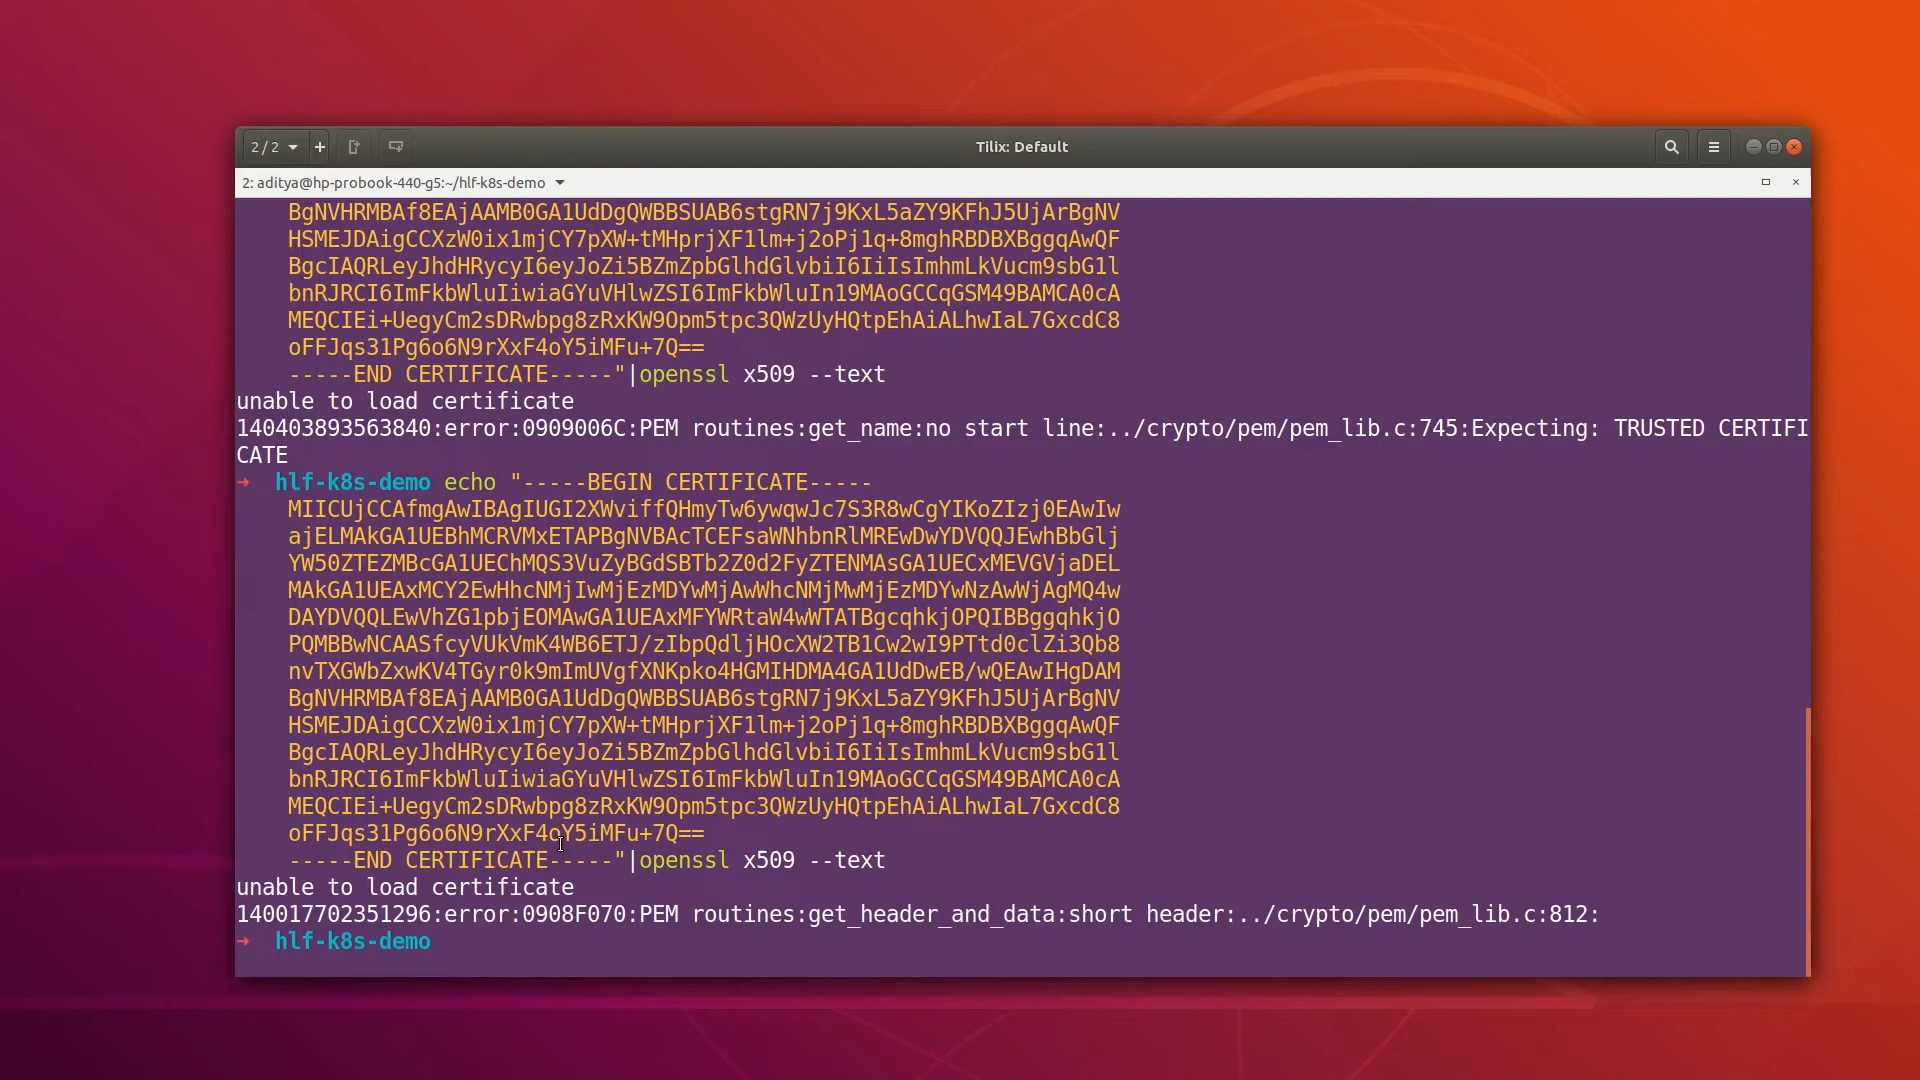 2 / 2
Tilix: Default
2: aditya@hp-probook-440-g5:~/hlf-k8s-demo
BgNVHRMBAf8EAjAAMB0GA1UdDgQWBBSUAB6stgRN7j9KxL5aZY9KFhJ5UjArBgNV
HSMEJDAigCCXzW0ix1mjCY7pXW+tMHprjXF1lm+j2oPj1q+8mghRBDBXBggqAwQF
BgcIAQRLeyJhdHRycyI6eyJoZi5BZmZpbGlhdGlvbiI6IiIsImhmLkVucm9sbG1l
bnRJRCI6ImFkbWluIiwiaGYuVHlwZSI6ImFkbWluIn19MAoGCCqGSM49BAMCA0cA
MEQCIEi+UegyCm2sDRwbpg8zRxKW9Opm5tpc3QWzUyHQtpEhAiALhwIaL7GxcdC8
oFFJqs31Pg6o6N9rXxF4oY5iMFu+7Q==
-----END CERTIFICATE-----"|openssl x509 --text
unable to load certificate
140403893563840:error:0909006C:PEM routines:get_name:no start line:../crypto/pem/pem_lib.c:745:Expecting: TRUSTED CERTIFI
CATE
➜ hlf-k8s-demo echo "-----BEGIN CERTIFICATE-----
MIICUjCCAfmgAwIBAgIUGI2XWviffQHmyTw6ywqwJc7S3R8wCgYIKoZIzj0EAwIw
ajELMAkGA1UEBhMCRVMxETAPBgNVBAcTCEFsaWNhbnRlMREwDwYDVQQJEwhBbGlj
YW50ZTEZMBcGA1UEChMQS3VuZyBGdSBTb2Z0d2FyZTENMAsGA1UECxMEVGVjaDEL
MAkGA1UEAxMCY2EwHhcNMjIwMjEzMDYwMjAwWhcNMjMwMjEzMDYwNzAwWjAgMQ4w
DAYDVQQLEwVhZG1pbjEOMAwGA1UEAxMFYWRtaW4wWTATBgcqhkjOPQIBBggqhkjO
PQMBBwNCAASfcyVUkVmK4WB6ETJ/zIbpQdljHOcXW2TB1Cw2wI9PTtd0clZi3Qb8
nvTXGWbZxwKV4TGyr0k9mImUVgfXNKpko4HGMIHDMA4GA1UdDwEB/wQEAwIHgDAM
BgNVHRMBAf8EAjAAMB0GA1UdDgQWBBSUAB6stgRN7j9KxL5aZY9KFhJ5UjArBgNV
HSMEJDAigCCXzW0ix1mjCY7pXW+tMHprjXF1lm+j2oPj1q+8mghRBDBXBggqAwQF
BgcIAQRLeyJhdHRycyI6eyJoZi5BZmZpbGlhdGlvbiI6IiIsImhmLkVucm9sbG1l
bnRJRCI6ImFkbWluIiwiaGYuVHlwZSI6ImFkbWluIn19MAoGCCqGSM49BAMCA0cA
MEQCIEi+UegyCm2sDRwbpg8zRxKW9Opm5tpc3QWzUyHQtpEhAiALhwIaL7GxcdC8
oFFJqs31Pg6o6N9rXxF4oY5iMFu+7Q==
-----END CERTIFICATE-----"|openssl x509 --text
unable to load certificate
140017702351296:error:0908F070:PEM routines:get_header_and_data:short header:../crypto/pem/pem_lib.c:812:
➜ hlf-k8s-demo